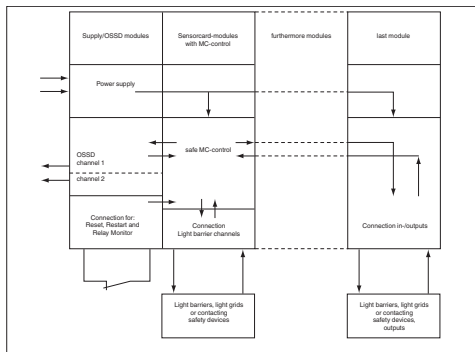 Supply/OSSD modules
Sensorcard-modules
with MC-control
furthermore modules
last module
Power supply
safe MC-control
OSSD
channel 1
channel 2
Connection for:
Reset, Restart and
Relay Monitor
Connection
Light barrier channels
Connection in-/outputs
Light barriers, light grids
or contacting
safety devices
Light barriers, light grids
or contacting
safety devices,
outputs